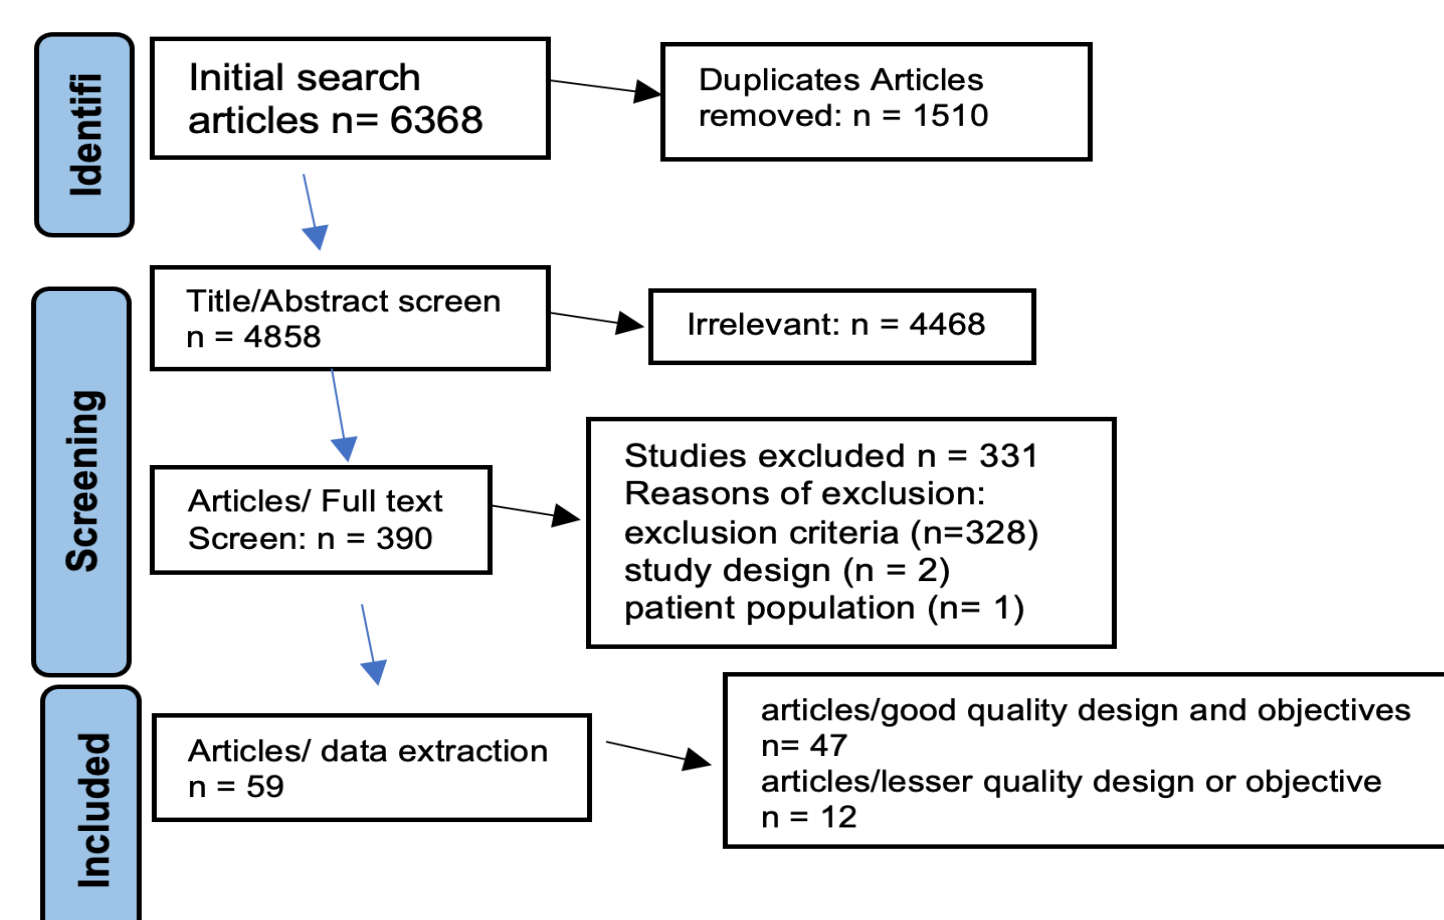 Identifi
Initial search
articles n= 6368
Duplicates Articles
removed: n = 1510
Screening
Title/Abstract screen
n = 4858
Irrelevant: n = 4468
Articles/ Full text
Screen: n = 390
Studies excluded n = 331
Reasons of exclusion:
exclusion criteria (n=328)
study design (n = 2)
patient population (n= 1)
Included
Articles/ data extraction
n = 59
articles/good quality design and objectives
n= 47
articles/lesser quality design or objective
n = 12